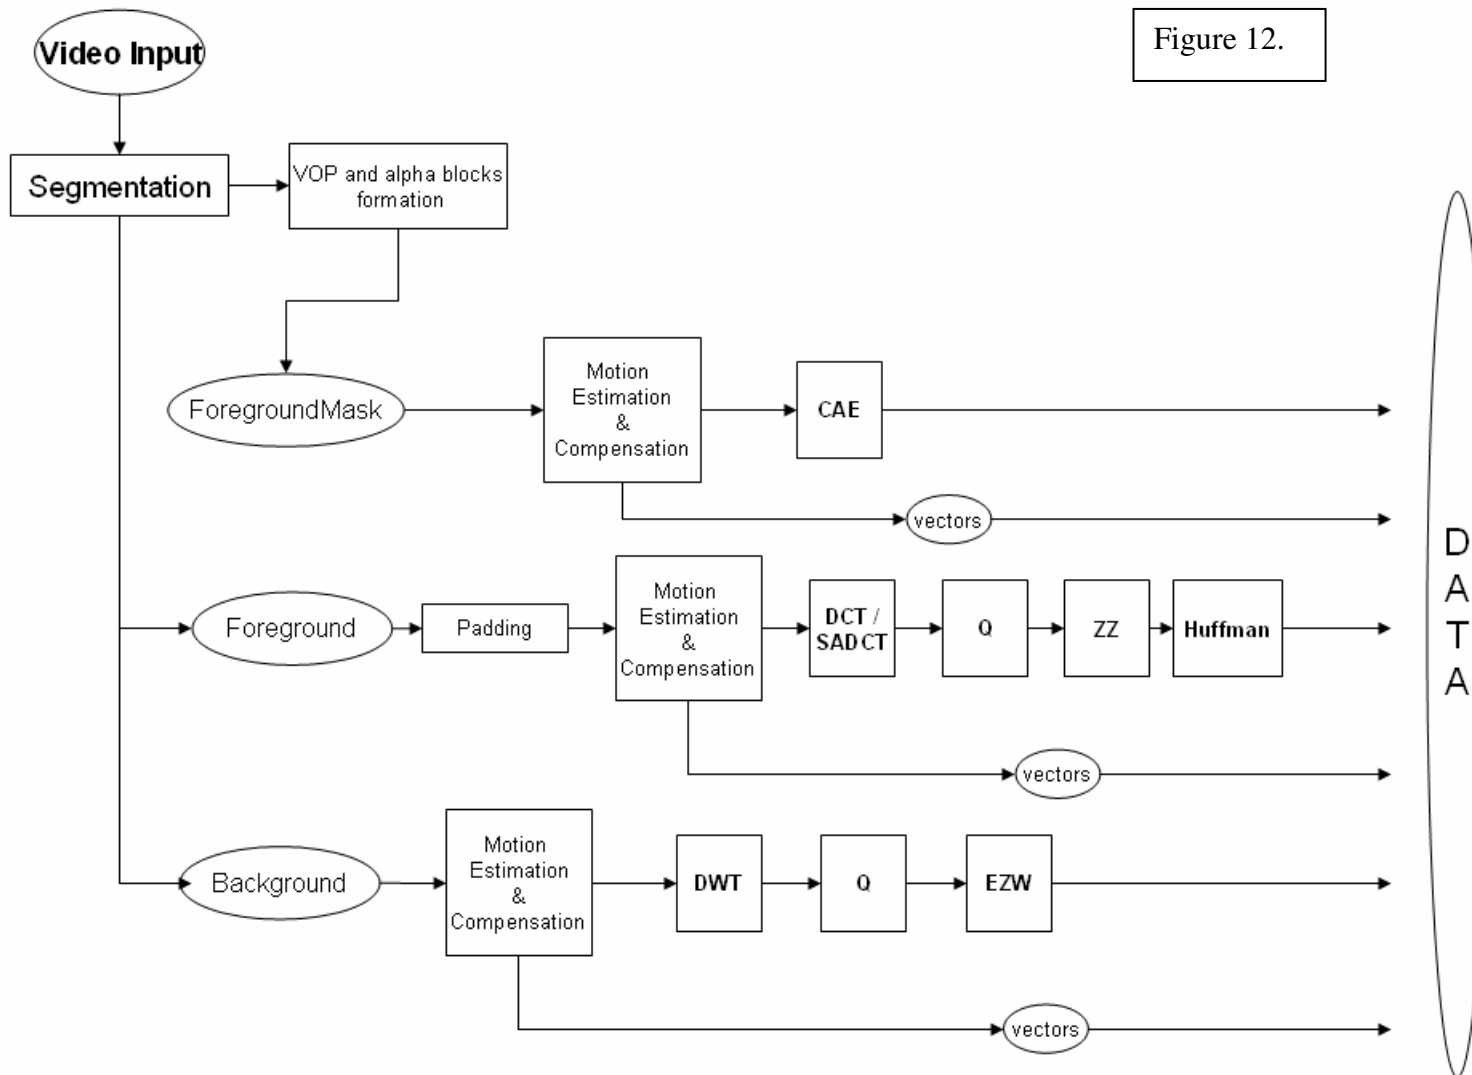 Video Input
Figure 12.
Segmentation
VOP and alpha blocks
formation
ForegroundMask
Motion
Estimation
&
Compensation
CAE
vectors
Foreground
Padding
Motion
Estimation
&
Compensation
DCT /
SADCT
Q
ZZ
Huffman
vectors
Background
Motion
Estimation
&
Compensation
DWT
Q
EZW
vectors
D
A
T
A